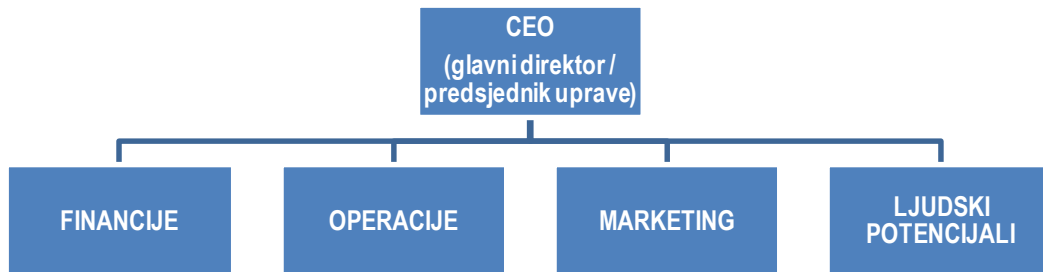 CEO
(glavni direktor /
predsjednik uprave)
FINANCIJE
OPERACIJE
MARKETING
LJUDSKI
POTENCIJALI